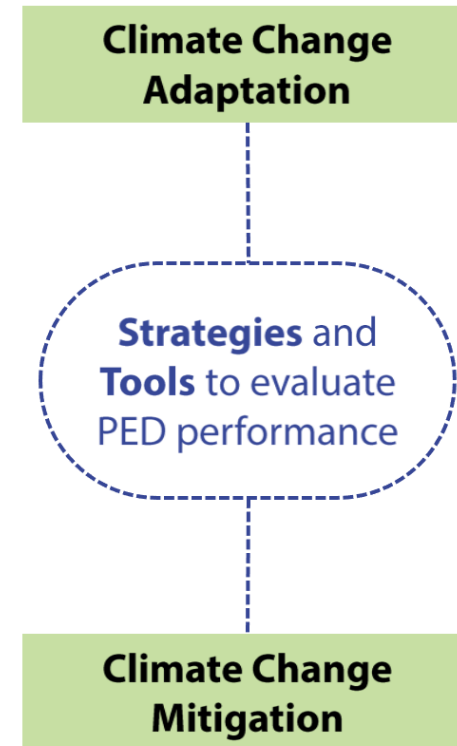 Climate Change
Adaptation
Strategies and
Tools to evaluate
PED performance
Climate Change
Mitigation